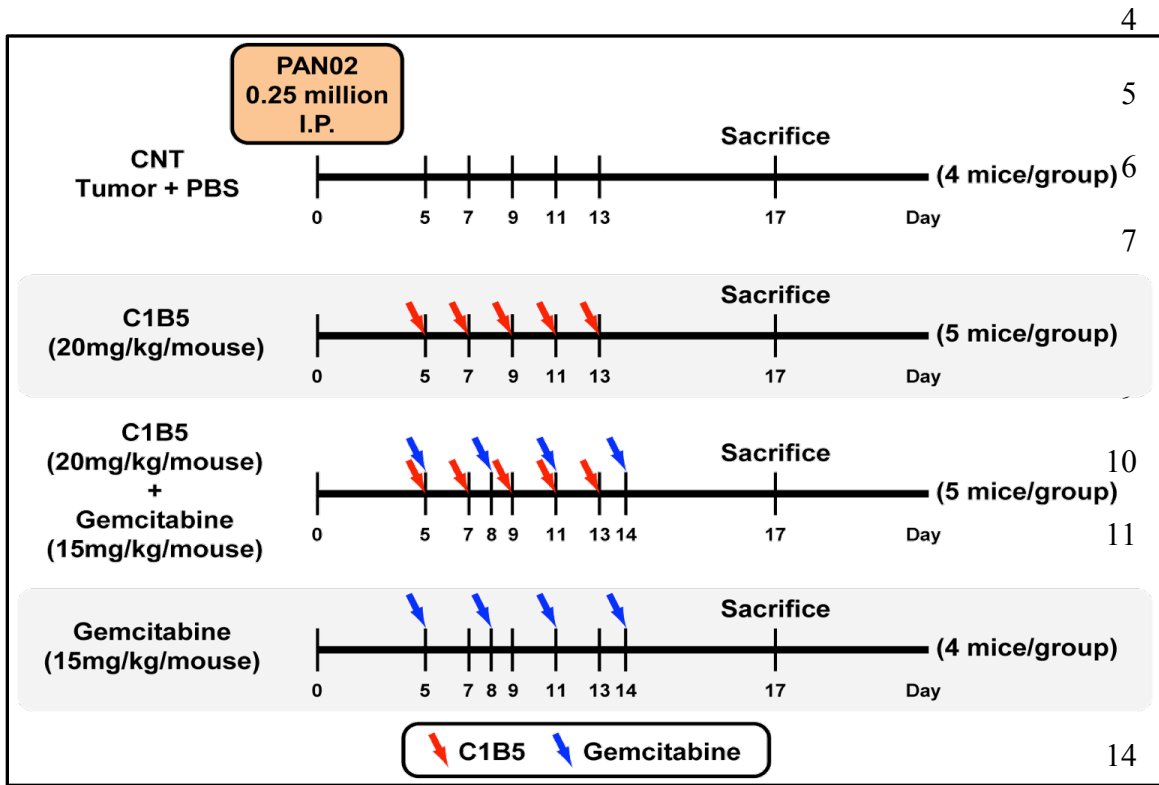 4
PAN02
0.25 million
I.P.
5
Sacrifice
CNT
Tumor + PBS
(4 mice/group)
6
0 5 7 9 11 13 17 Day
7
Sacrifice
C1B5
(20mg/kg/mouse)
(5 mice/group)
0 5 7 9 11 13 17 Day
C1B5
(20mg/kg/mouse)
+
Gemcitabine
(15mg/kg/mouse)
Sacrifice
10
(5 mice/group)
0 5 7 8 9 11 13 14 17 Day
11
Sacrifice
Gemcitabine
(15mg/kg/mouse)
(4 mice/group)
0 5 7 8 9 11 13 14 17 Day
C1B5 Gemcitabine
14